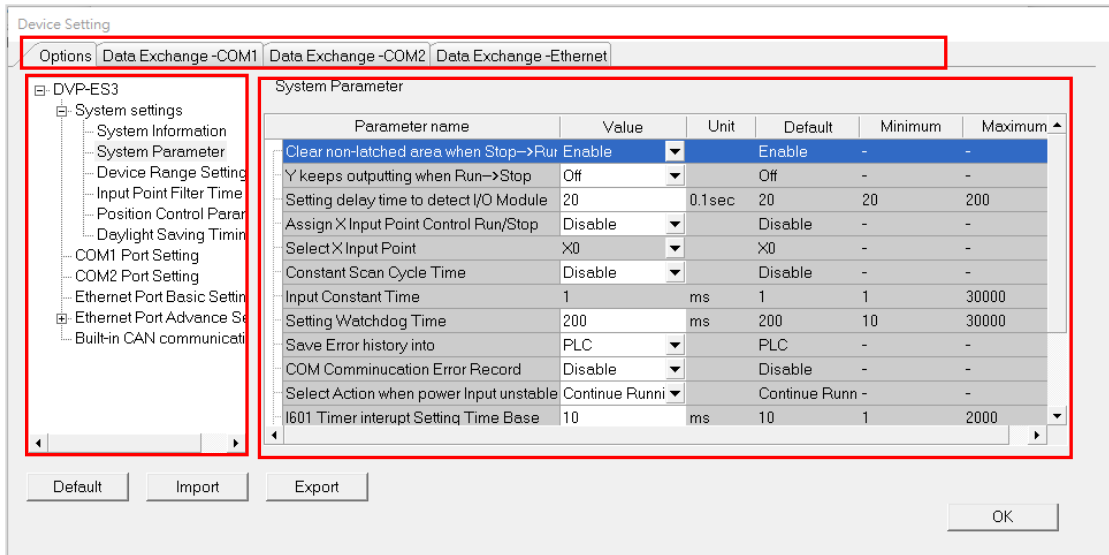 Device Setting
Options Data Exchange -COM1 Data Exchange -COM2 Data Exchange -Ethernet
DVP-ES3
System settings
System Information
System Parameter
Device Range Setting
Input Point Filter Time
Position Control Parar
Daylight Saving Timin
COM1 Port Setting
COM2 Port Setting
Ethernet Port Basic Settin
Ethernet Port Advance Se
Built-in CAN communicati
System Parameter
Parameter name Value Unit Default Minimum Maximum
Clear non-latched area when Stop-->Rur Enable Enable - -
Y keeps outputting when Run-->Stop Off Off - -
Setting delay time to detect I/O Module 20 0.1sec 20 20 200
Assign X Input Point Control Run/Stop Disable Disable - -
Select X Input Point X0 X0 - -
Constant Scan Cycle Time Disable Disable - -
Input Constant Time 1 ms 1 1 30000
Setting Watchdog Time 200 ms 200 10 30000
Save Error history into PLC PLC - -
COM Comminucation Error Record Disable Disable - -
Select Action when power Input unstable Continue Runni Continue Runn - -
I601 Timer interupt Setting Time Base 10 ms 10 1 2000
Default Import Export
OK